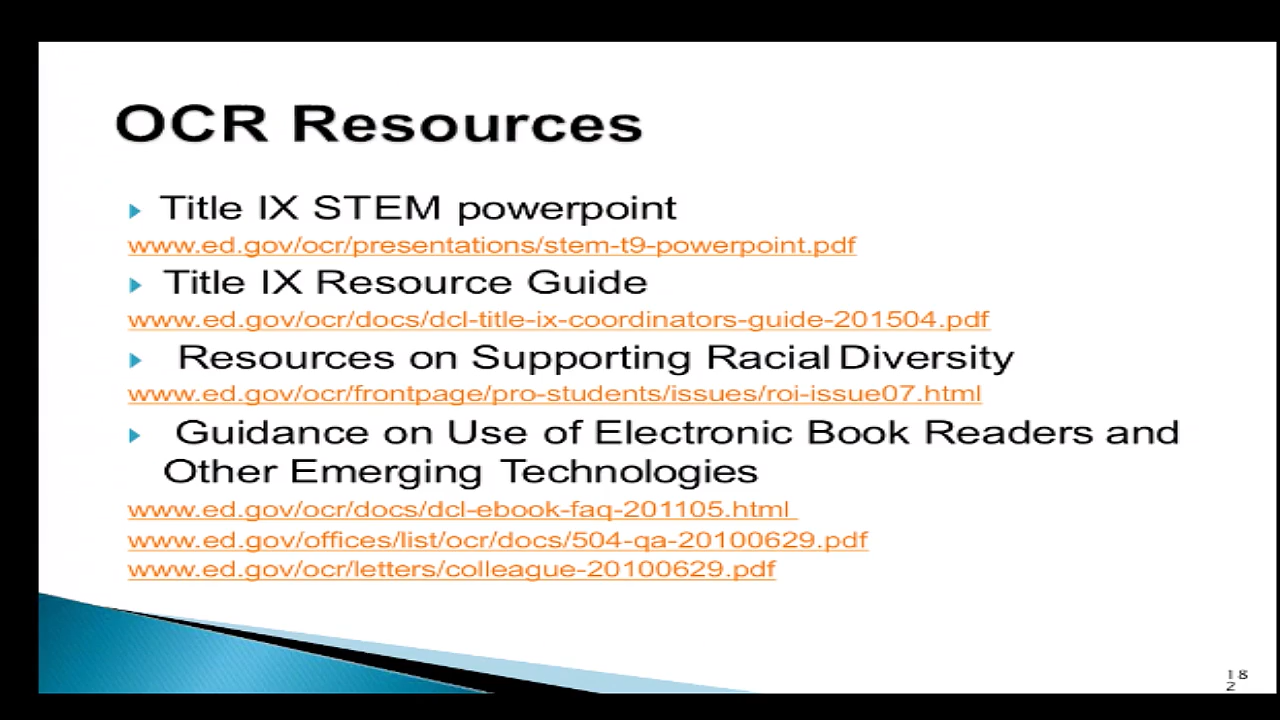 OCR Resources
Title IX STEM powerpoint
www.ed.gov/ocr/presentations/stem-t9-powerpoint.pdf
Title IX Resource Guide
www.ed.gov/ocr/docs/dcl-title-ix-coordinators-guide-201504.pdf
Resources on Supporting Racial Diversity
www.ed.gov/ocr/frontpage/pro-students/issues/roi-issue07.html
Guidance on Use of Electronic Book Readers and
Other Emerging Technologies
www.ed.gov/ocr/docs/dcl-ebook-faq-201105.html
www.ed.gov/offices/list/ocr/docs/504-qa-20100629.pdf
www.ed.gov/ocr/letters/colleague-20100629.pdf
18
2